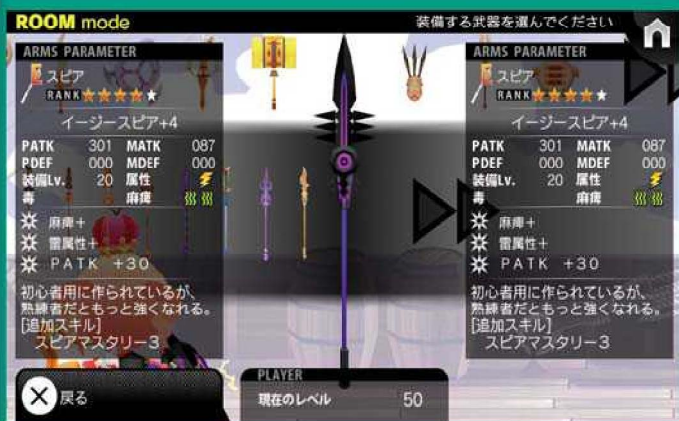 ROOM mode
装備する武器を選んでください
ARMS PARAMETER
スピア
RANK ★★★★★
イージースピア+4
PATK 301 MATK 087
PDEF 000 MDEF 000
装備Lv. 20 属性
毒 麻痺
麻痺+
雷属性+
PATK +30
初心者用に作られているが、
熟練者だともっと強くなれる。
[追加スキル]
スピアマスタリー3
ARMS PARAMETER
スピア
RANK ★★★★★
イージースピア+4
PATK 301 MATK 087
PDEF 000 MDEF 000
装備Lv. 20 属性
毒 麻痺
麻痺+
雷属性+
PATK +30
初心者用に作られているが、
熟練者だともっと強くなれる。
[追加スキル]
スピアマスタリー3
戻る
PLAYER
現在のレベル 50